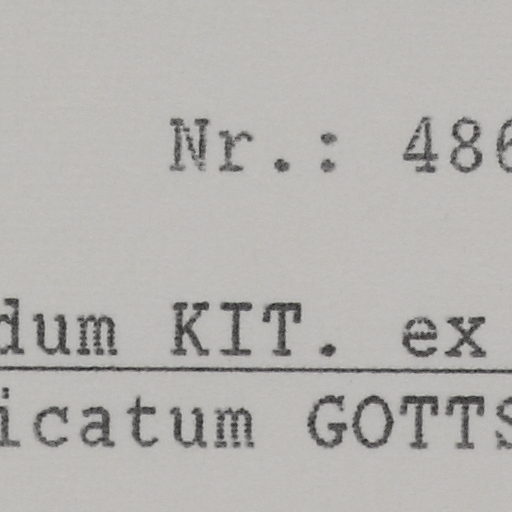 Nr.: 486
dum KIT. ex
icatum GOTTS